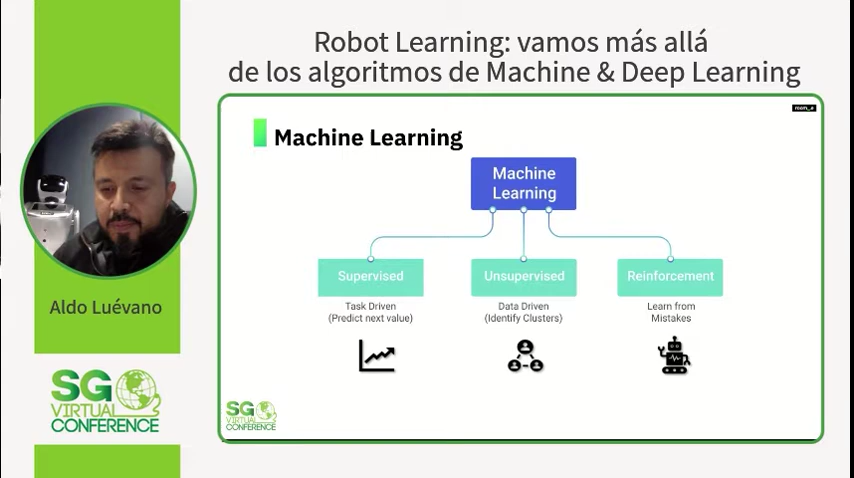 Robot Learning: vamos más allá
de los algoritmos de Machine & Deep Learning
Machine Learning
Machine
Learning
Supervised
Unsupervised
Reinforcement
Task Driven
(Predict next value)
Data Driven
(Identify Clusters)
Learn from
Mistakes
Aldo Luévano
SG
VIRTUAL
CONFERENCE
SG
VIRTUAL
CONFERENCE